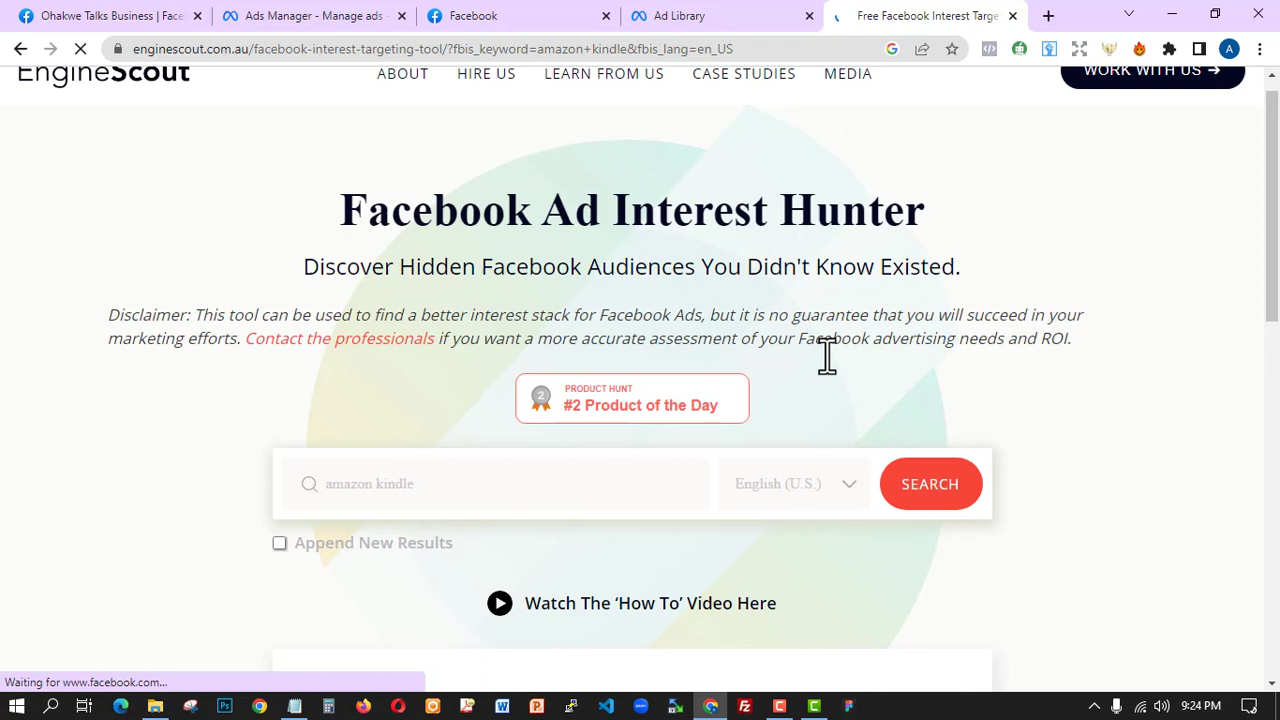 Ohakwe Talks Business | Face
Ads Manager - Manage ads -
Facebook
Ad Library
Free Facebook Interest Targe
enginescout.com.au/facebook-interest-targeting-tool/?fbis_keyword=amazon+kindle&fbis_lang=en_US
A
EngineScout
ABOUT
HIRE US
LEARN FROM US
CASE STUDIES
MEDIA
WORK WITH US →
Facebook Ad Interest Hunter
Discover Hidden Facebook Audiences You Didn't Know Existed.
Disclaimer: This tool can be used to find a better interest stack for Facebook Ads, but it is no guarantee that you will succeed in your
marketing efforts. Contact the professionals if you want a more accurate assessment of your Facebook advertising needs and ROI.
2
PRODUCT HUNT
#2 Product of the Day
amazon kindle
English (U.S.)
SEARCH
Append New Results
Watch The ‘How To’ Video Here
Waiting for www.facebook.com...
9:24 PM